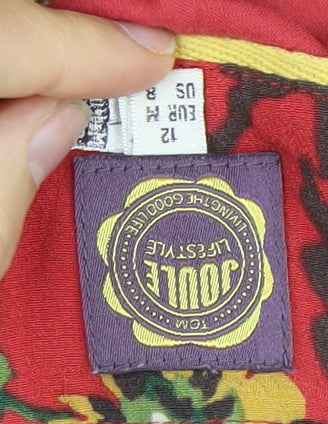 12
EUR M
US 8
TCM
JOULE
LIFESTYLE
LIVING THE GOOD LIFE